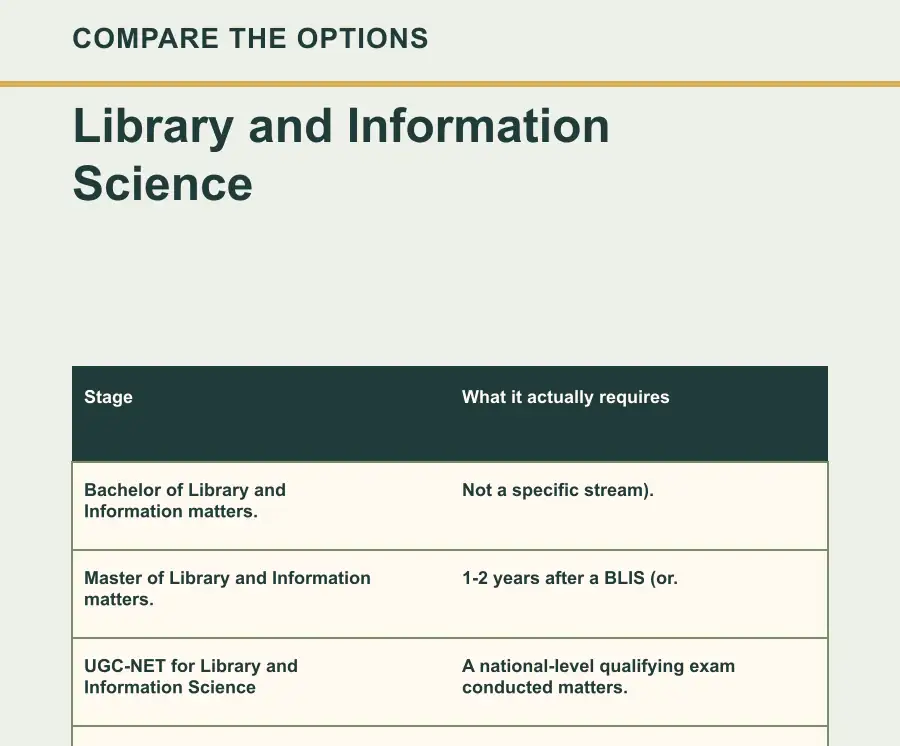 COMPARE THE OPTIONS
Library and Information
Science
Stage
What it actually requires
Bachelor of Library and
Information matters.
Not a specific stream).
Master of Library and Information
matters.
1-2 years after a BLIS (or.
UGC-NET for Library and
Information Science
A national-level qualifying exam
conducted matters.